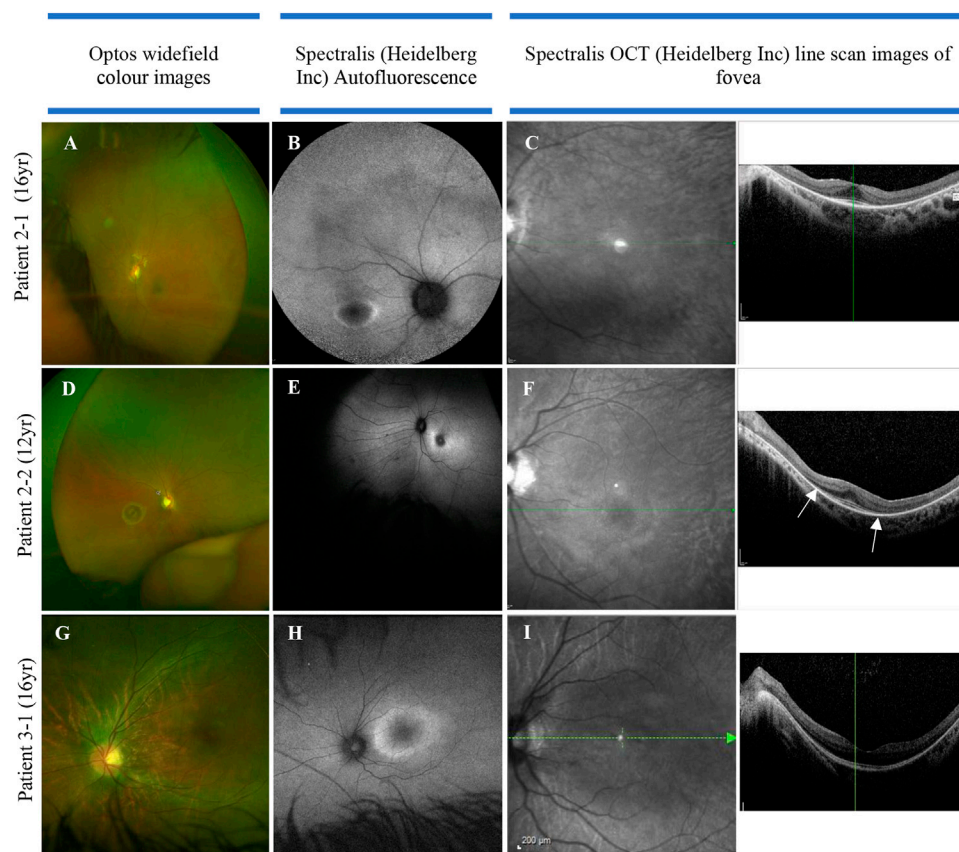 Optos widefield
colour images
Spectralis (Heidelberg
Inc) Autofluorescence
Spectralis OCT (Heidelberg Inc) line scan images of
fovea
Patient 2-1 (16yr)
A
B
C
Patient 2-2 (12yr)
D
E
F
Patient 3-1 (16yr)
G
H
I
200 µm